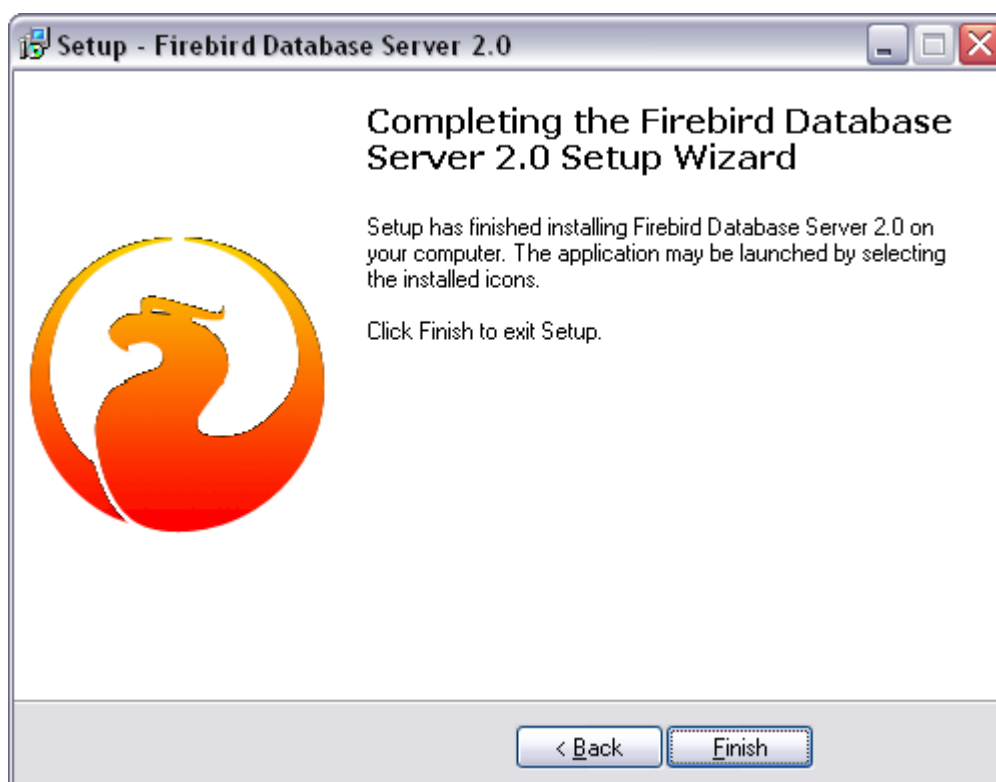 Setup - Firebird Database Server 2.0
Completing the Firebird Database
Server 2.0 Setup Wizard
Setup has finished installing Firebird Database Server 2.0 on
your computer. The application may be launched by selecting
the installed icons.
Click Finish to exit Setup.
< Back
Finish